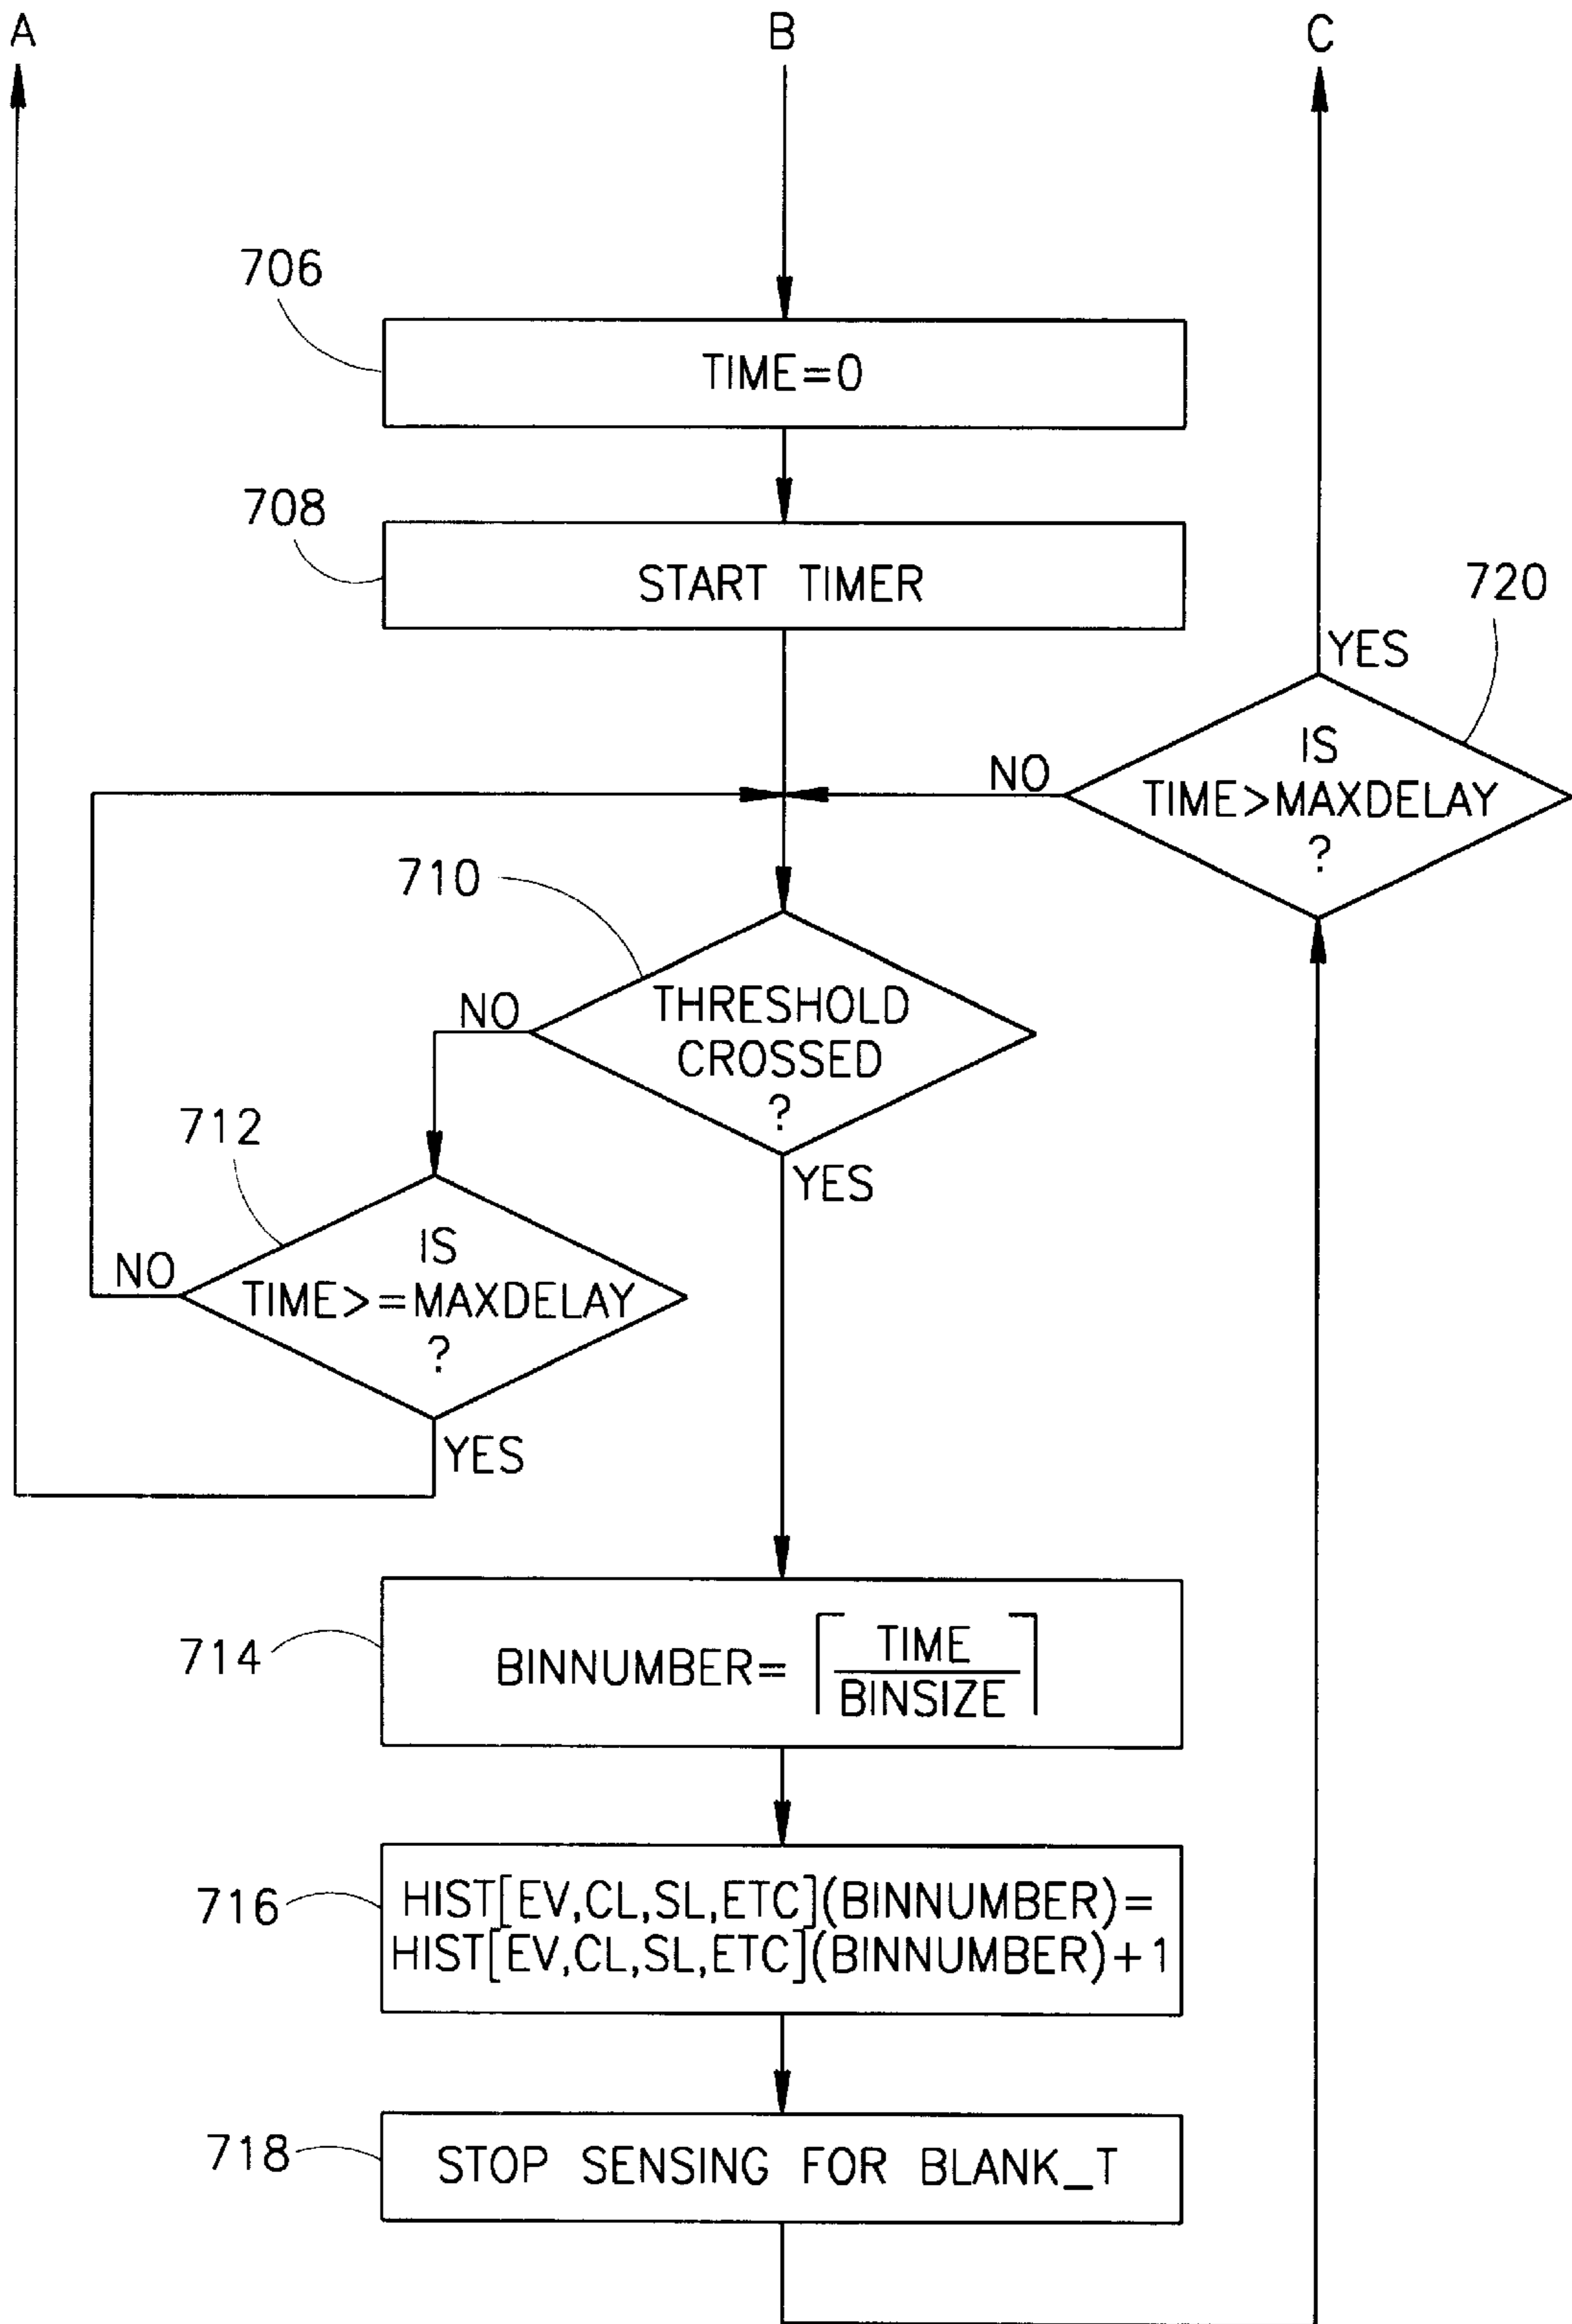 A
B
C
706
TIME=0
708
START TIMER
720
YES
IS
TIME>MAXDELAY
?
NO
710
THRESHOLD
CROSSED
?
NO
YES
712
IS
TIME>=MAXDELAY
?
NO
YES
714
BINNUMBER=⌈TIME
BINSIZE⌉
716
HIST[EV,CL,SL,ETC](BINNUMBER)=
HIST[EV,CL,SL,ETC](BINNUMBER)+1
718
STOP SENSING FOR BLANK_T